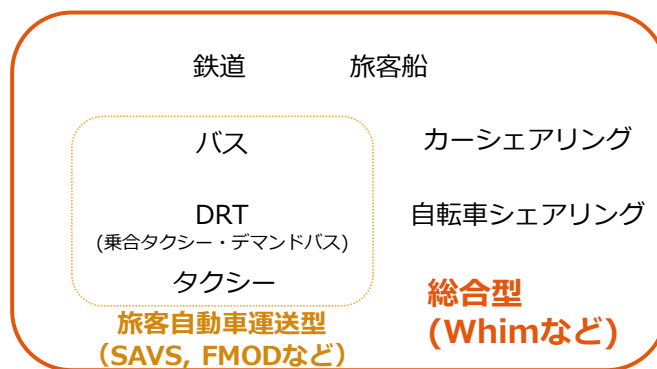 鉄道 旅客船
バス カーシェアリング
DRT 自転車シェアリング
(乗合タクシー・デマンドバス)
タクシー
旅客自動車運送型
（SAVS, FMODなど）
総合型
(Whimなど)